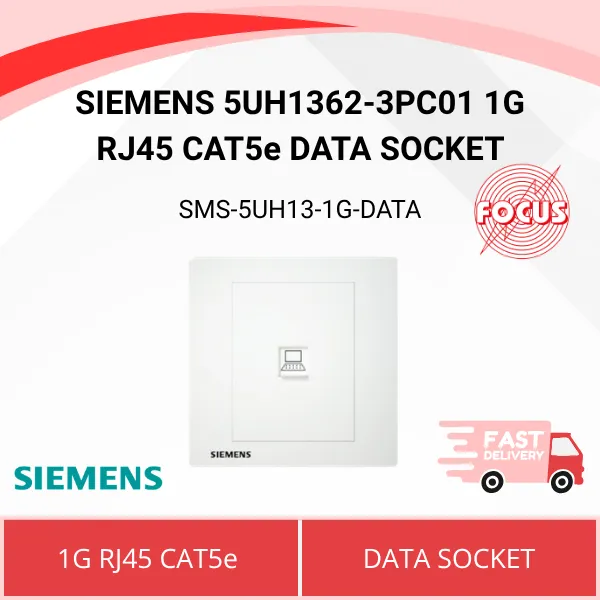 SIEMENS 5UH1362-3PC01 1G
RJ45 CAT5e DATA SOCKET
SMS-5UH13-1G-DATA
FOCUS
SIEMENS
FAST
DELIVERY
SIEMENS
1G RJ45 CAT5e
DATA SOCKET